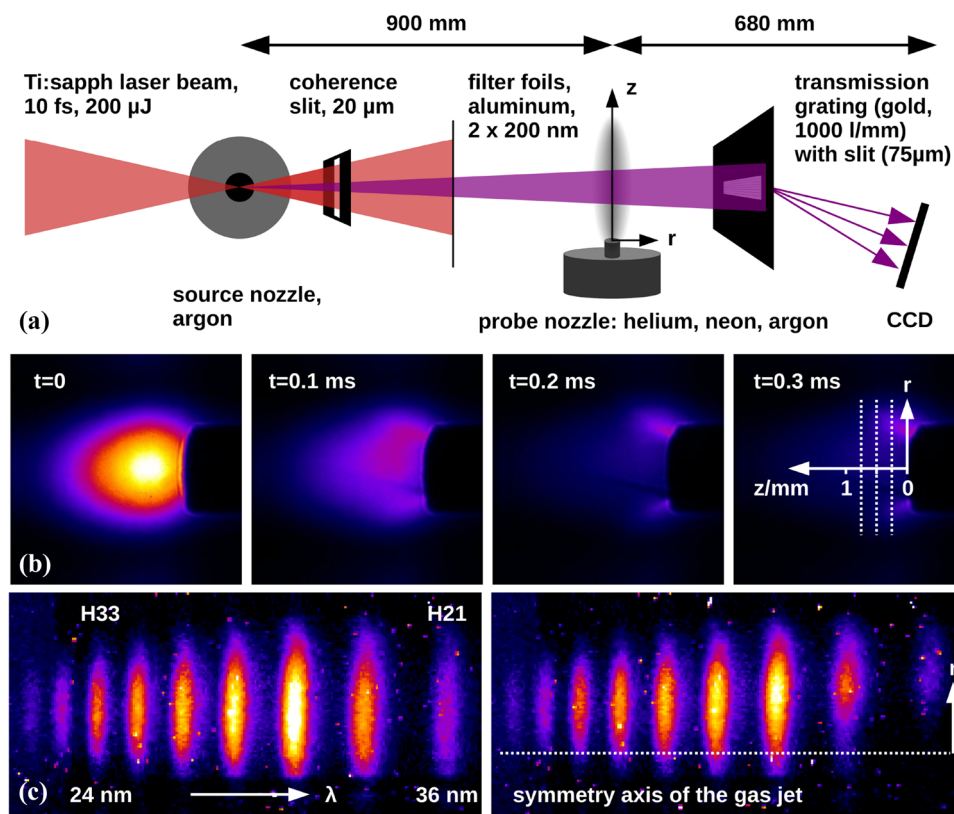 900 mm
680 mm
Ti:sapph laser beam,
10 fs, 200 µJ
coherence
slit, 20 µm
filter foils,
aluminum,
2 x 200 nm
z
transmission
grating (gold,
1000 l/mm)
with slit (75µm)
r
source nozzle,
argon
(a)
probe nozzle: helium, neon, argon
CCD
t=0
t=0.1 ms
t=0.2 ms
t=0.3 ms
r
z/mm
1
0
(b)
H33
H21
r
(c)
24 nm
λ
36 nm
symmetry axis of the gas jet